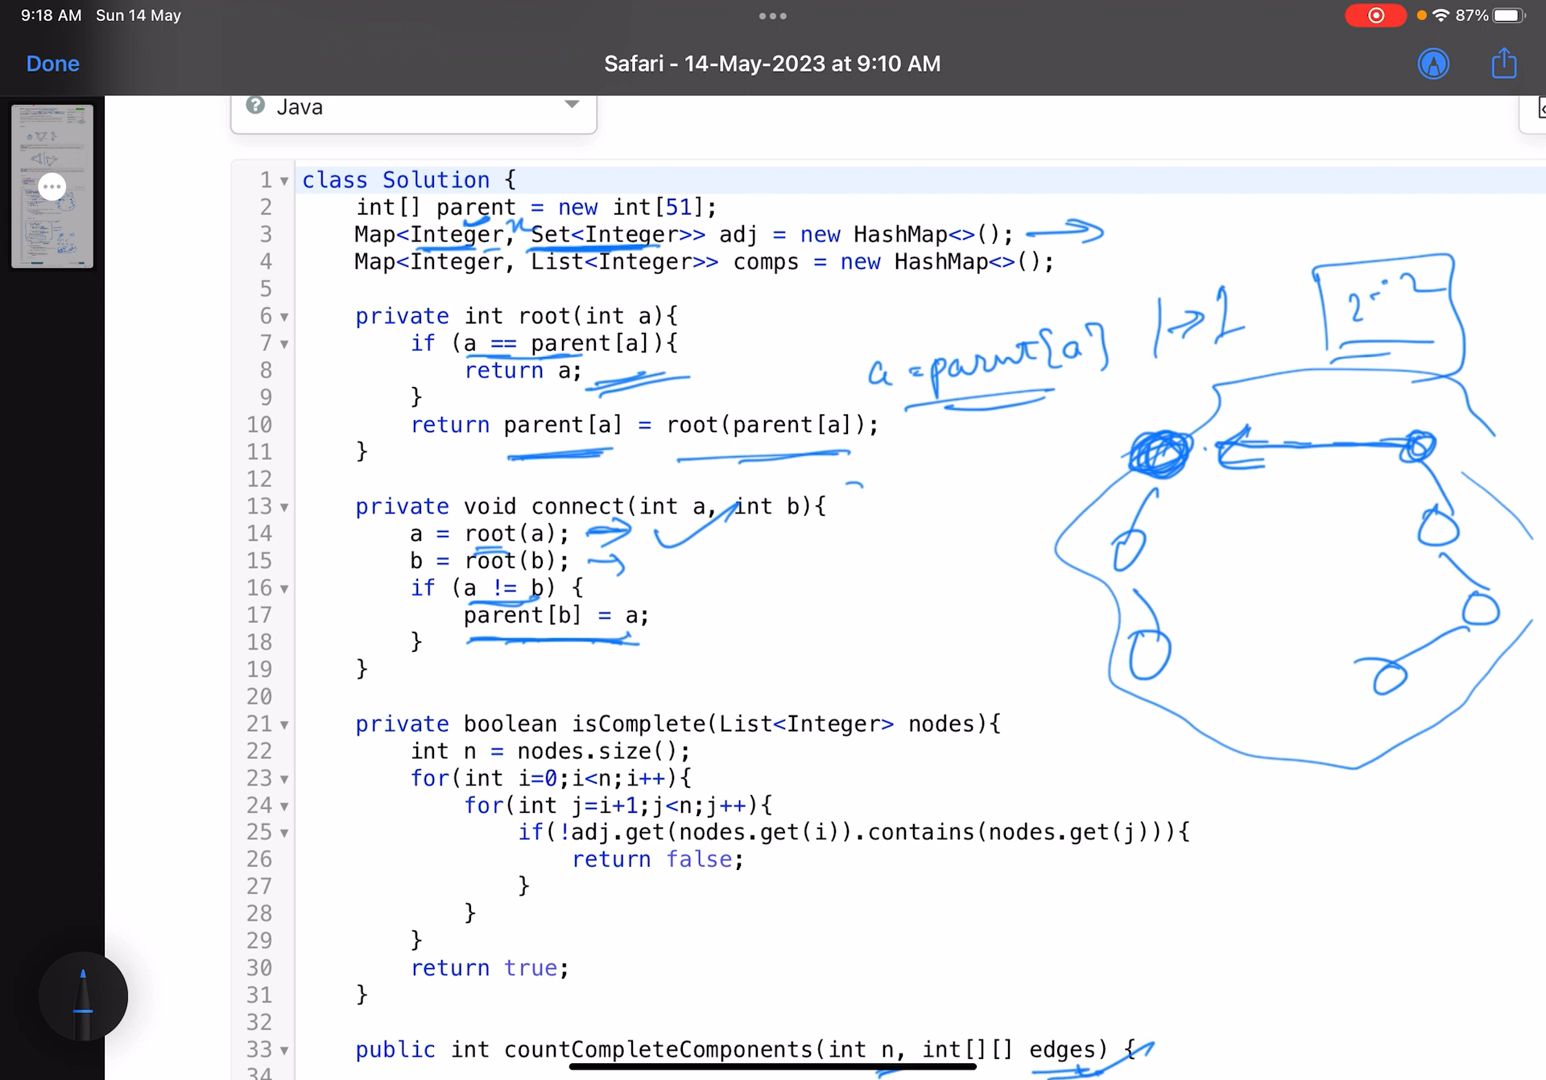 9:18 AM Sun 14 May
87%
Done
Safari - 14-May-2023 at 9:10 AM
Java
1 class Solution {
2 int[] parent = new int[51];
3 Map<Integer, Set<Integer>> adj = new HashMap<>();
4 Map<Integer, List<Integer>> comps = new HashMap<>();
5
6 private int root(int a){
7 if (a == parent[a]){
8 return a;
9 }
10 return parent[a] = root(parent[a]);
11 }
12
13 private void connect(int a, int b){
14 a = root(a);
15 b = root(b);
16 if (a != b) {
17 parent[b] = a;
18 }
19 }
20
21 private boolean isComplete(List<Integer> nodes){
22 int n = nodes.size();
23 for(int i=0;i<n;i++){
24 for(int j=i+1;j<n;j++){
25 if(!adj.get(nodes.get(i)).contains(nodes.get(j))){
26 return false;
27 }
28 }
29 }
30 return true;
31 }
32
33 public int countCompleteComponents(int n, int[][] edges) {
34
a = parent[a]
1 → 1